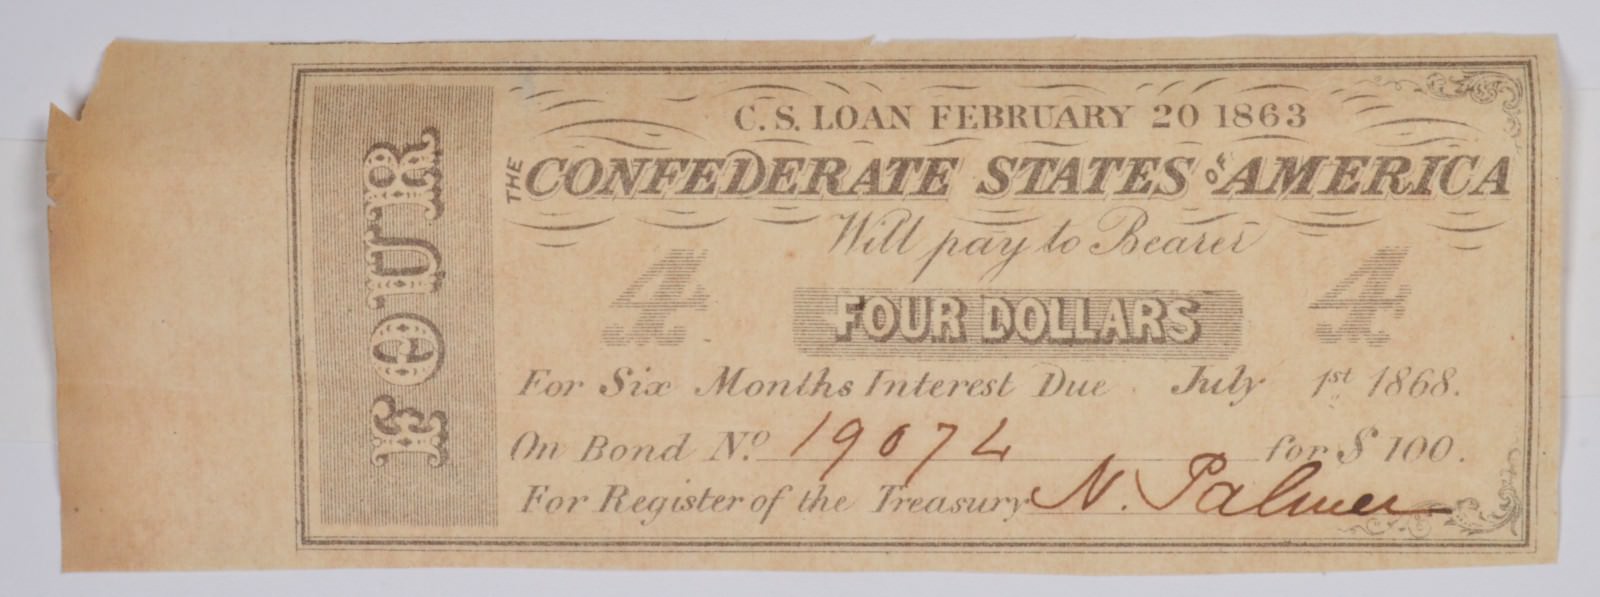 FOUR
C. S. LOAN FEBRUARY 20 1863
THE CONFEDERATE STATES OF AMERICA
Will pay to Bearer
4 FOUR DOLLARS 4
For Six Months Interest Due July 1st 1868.
On Bond No. 19074 for $ 100.
For Register of the Treasury N. Palmer